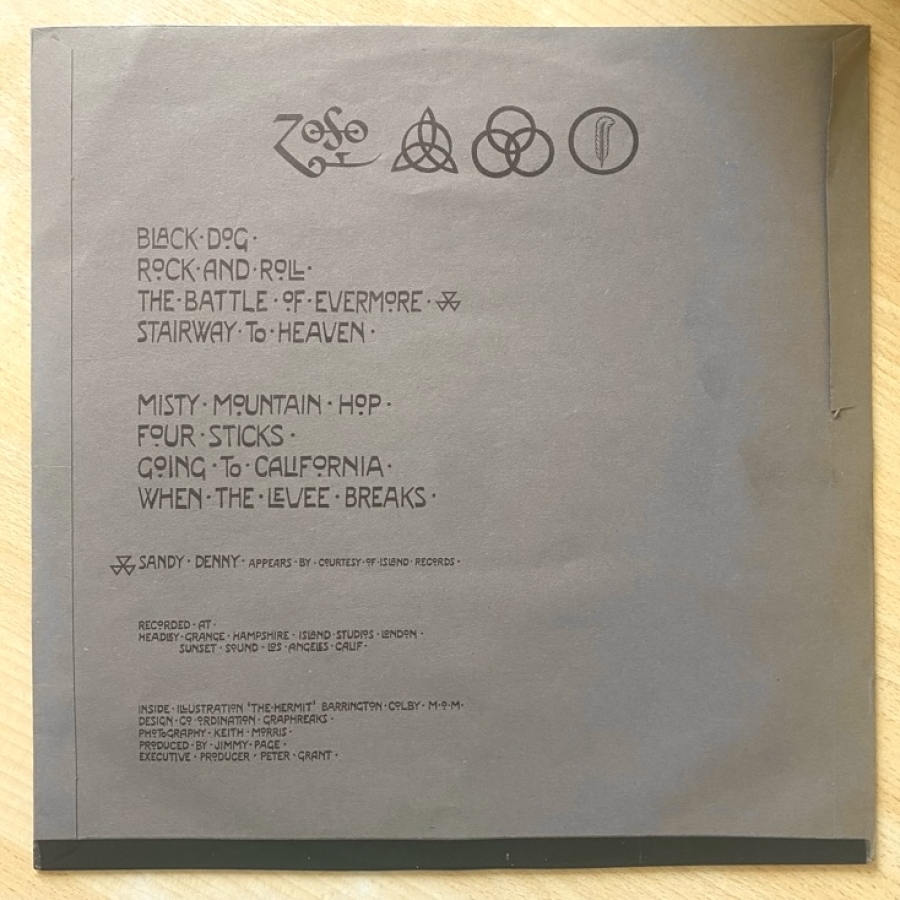 ZOSO
BLACK·DOG·
ROCK·AND·ROLL·
THE·BATTLE·OF·EVERMORE·
STAIRWAY·To·HEAVEN·
MISTY·MOUNTAIN·HOP·
FOUR·STICKS·
GOING·To·CALIFORNIA·
WHEN·THE·LEVEE·BREAKS·
SANDY·DENNY·APPEARS·BY·COURTESY·OF·ISLAND·RECORDS·
RECORDED·AT·
HEADLEY·GRANGE·HAMPSHIRE·ISLAND·STUDIOS·LONDON·
SUNSET·SOUND·LOS·ANGELES·CALIF·
INSIDE·ILLUSTRATION 'THE·HERMIT' BARRINGTON·COLBY·M·O·M·
DESIGN·CO·ORDINATION·GRAPHREAKS·
PHOTOGRAPHY·KEITH·MORRIS·
PRODUCED·BY·JIMMY·PAGE·
EXECUTIVE·PRODUCER·PETER·GRANT·